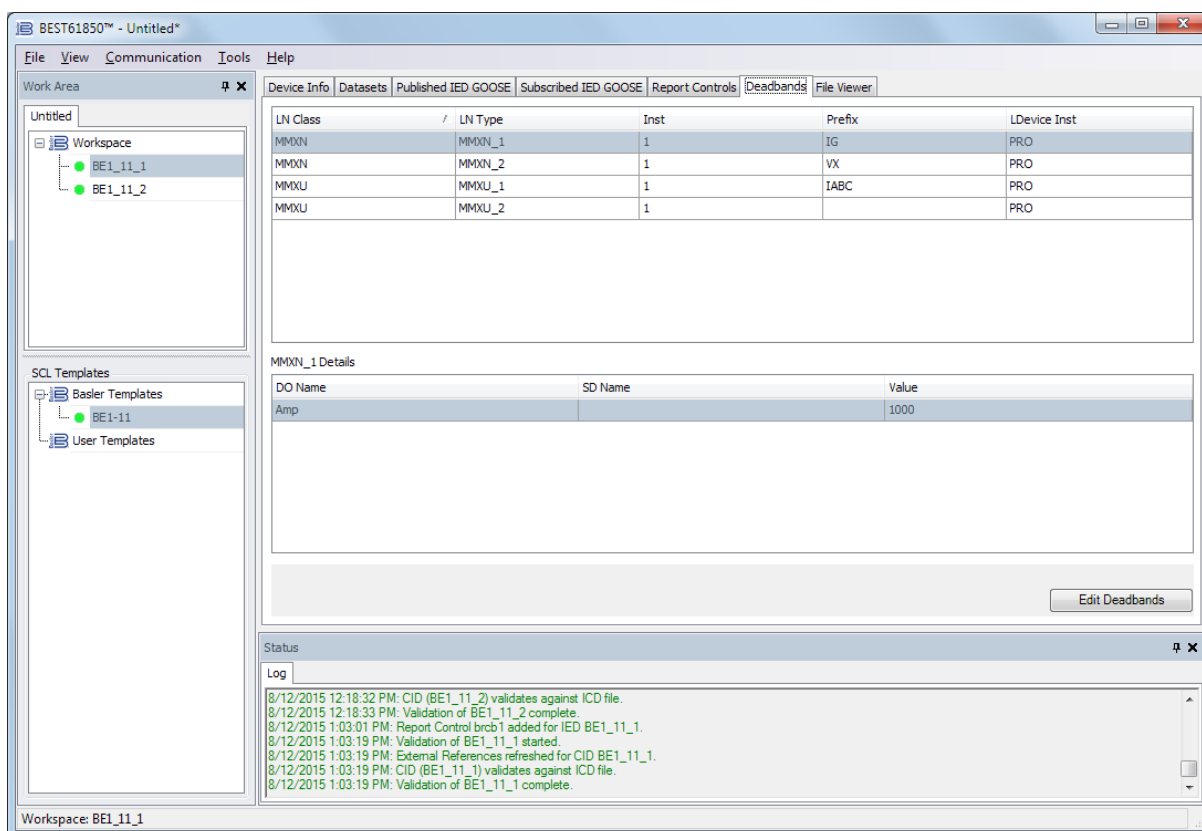 BEST61850™ - Untitled*
File View Communication Tools Help
Work Area
Untitled
Workspace
BE1_11_1
BE1_11_2
SCL Templates
Basler Templates
BE1-11
User Templates
Device Info Datasets Published IED GOOSE Subscribed IED GOOSE Report Controls Deadbands File Viewer
LN Class / LN Type Inst Prefix LDevice Inst
MMXN MMXN_1 1 IG PRO
MMXN MMXN_2 1 VX PRO
MMXU MMXU_1 1 IABC PRO
MMXU MMXU_2 1 PRO
MMXN_1 Details
DO Name SD Name Value
Amp 1000
Edit Deadbands
Status
Log
8/12/2015 12:18:32 PM: CID (BE1_11_2) validates against ICD file.
8/12/2015 12:18:33 PM: Validation of BE1_11_2 complete.
8/12/2015 1:03:01 PM: Report Control brcb1 added for IED BE1_11_1.
8/12/2015 1:03:19 PM: Validation of BE1_11_1 started.
8/12/2015 1:03:19 PM: External References refreshed for CID BE1_11_1.
8/12/2015 1:03:19 PM: CID (BE1_11_1) validates against ICD file.
8/12/2015 1:03:19 PM: Validation of BE1_11_1 complete.
Workspace: BE1_11_1